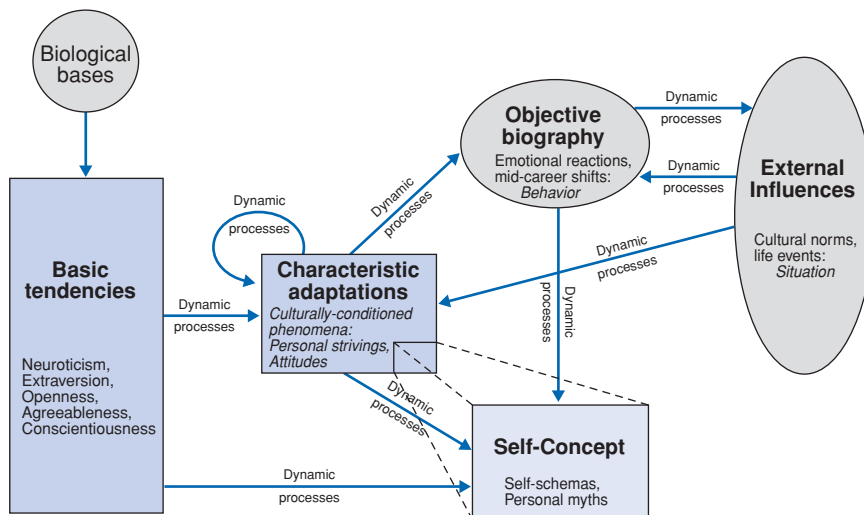 Biological
bases
Basic
tendencies
Neuroticism,
Extraversion,
Openness,
Agreeableness,
Conscientiousness
Dynamic
processes
Dynamic
processes
Characteristic
adaptations
Culturally-conditioned
phenomena:
Personal strivings,
Attitudes
Dynamic
processes
Objective
biography
Emotional reactions,
mid-career shifts:
Behavior
Dynamic
processes
Dynamic
processes
External
Influences
Cultural norms,
life events:
Situation
Dynamic
processes
Dynamic
processes
Dynamic
processes
Dynamic
processes
Self-Concept
Self-schemas,
Personal myths